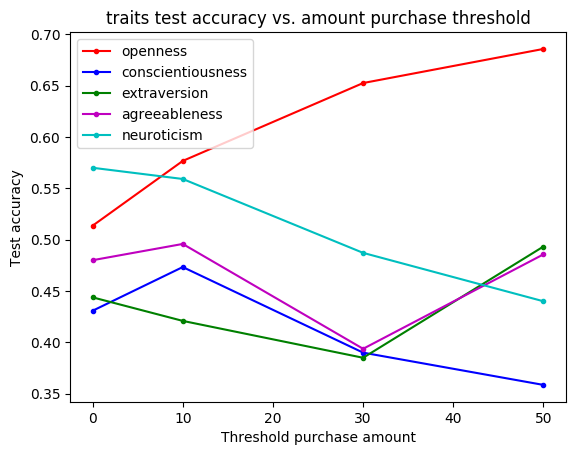 traits test accuracy vs. amount purchase threshold
0.70
0.65
0.60
0.55
0.50
0.45
0.40
0.35
Test accuracy
openness
conscientiousness
extraversion
agreeableness
neuroticism
0 10 20 30 40 50
Threshold purchase amount